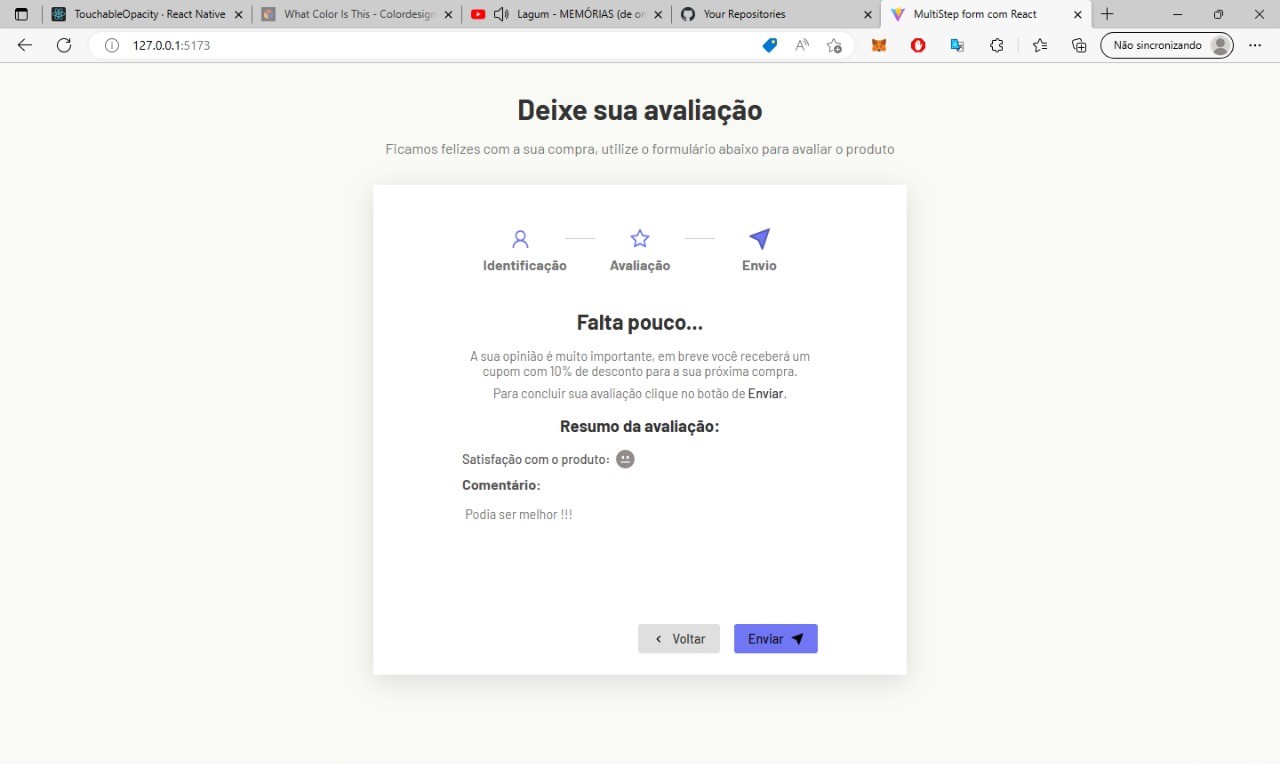 TouchableOpacity · React Native
What Color Is This - Colordesign
Lagum - MEMÓRIAS (de on
Your Repositories
MultiStep form com React
127.0.0.1:5173
Não sincronizando
Deixe sua avaliação
Ficamos felizes com a sua compra, utilize o formulário abaixo para avaliar o produto
Identificação
Avaliação
Envio
Falta pouco...
A sua opinião é muito importante, em breve você receberá um
cupom com 10% de desconto para a sua próxima compra.
Para concluir sua avaliação clique no botão de Enviar.
Resumo da avaliação:
Satisfação com o produto:
Comentário:
Podia ser melhor !!!
Voltar
Enviar